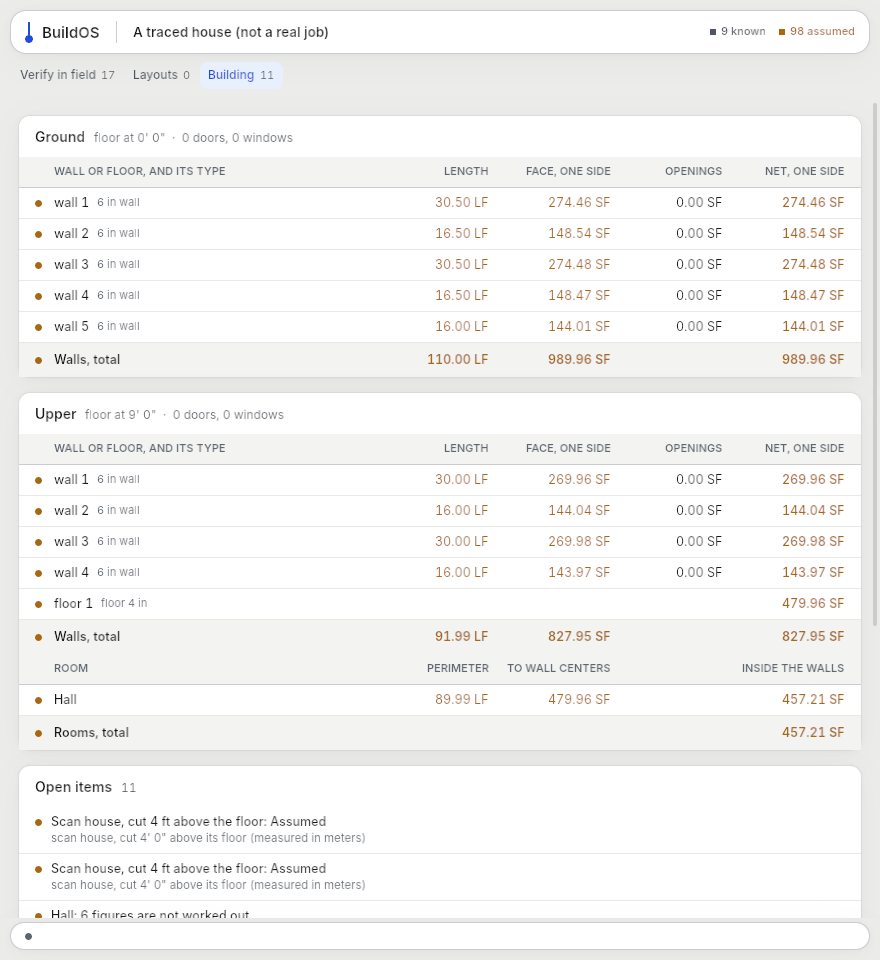 BuildOS A traced house (not a real job) 9 known 98 assumed
Verify in field 17 Layouts 0 Building 11
Ground floor at 0' 0" · 0 doors, 0 windows
WALL OR FLOOR, AND ITS TYPE LENGTH FACE, ONE SIDE OPENINGS NET, ONE SIDE
wall 1 6 in wall 30.50 LF 274.46 SF 0.00 SF 274.46 SF
wall 2 6 in wall 16.50 LF 148.54 SF 0.00 SF 148.54 SF
wall 3 6 in wall 30.50 LF 274.48 SF 0.00 SF 274.48 SF
wall 4 6 in wall 16.50 LF 148.47 SF 0.00 SF 148.47 SF
wall 5 6 in wall 16.00 LF 144.01 SF 0.00 SF 144.01 SF
Walls, total 110.00 LF 989.96 SF 989.96 SF
Upper floor at 9' 0" · 0 doors, 0 windows
WALL OR FLOOR, AND ITS TYPE LENGTH FACE, ONE SIDE OPENINGS NET, ONE SIDE
wall 1 6 in wall 30.00 LF 269.96 SF 0.00 SF 269.96 SF
wall 2 6 in wall 16.00 LF 144.04 SF 0.00 SF 144.04 SF
wall 3 6 in wall 30.00 LF 269.98 SF 0.00 SF 269.98 SF
wall 4 6 in wall 16.00 LF 143.97 SF 0.00 SF 143.97 SF
floor 1 floor 4 in 479.96 SF
Walls, total 91.99 LF 827.95 SF 827.95 SF
ROOM PERIMETER TO WALL CENTERS INSIDE THE WALLS
Hall 89.99 LF 479.96 SF 457.21 SF
Rooms, total 457.21 SF
Open items 11
Scan house, cut 4 ft above the floor: Assumed
scan house, cut 4' 0" above its floor (measured in meters)
Scan house, cut 4 ft above the floor: Assumed
scan house, cut 4' 0" above its floor (measured in meters)
Hall: 6 figures are not worked out